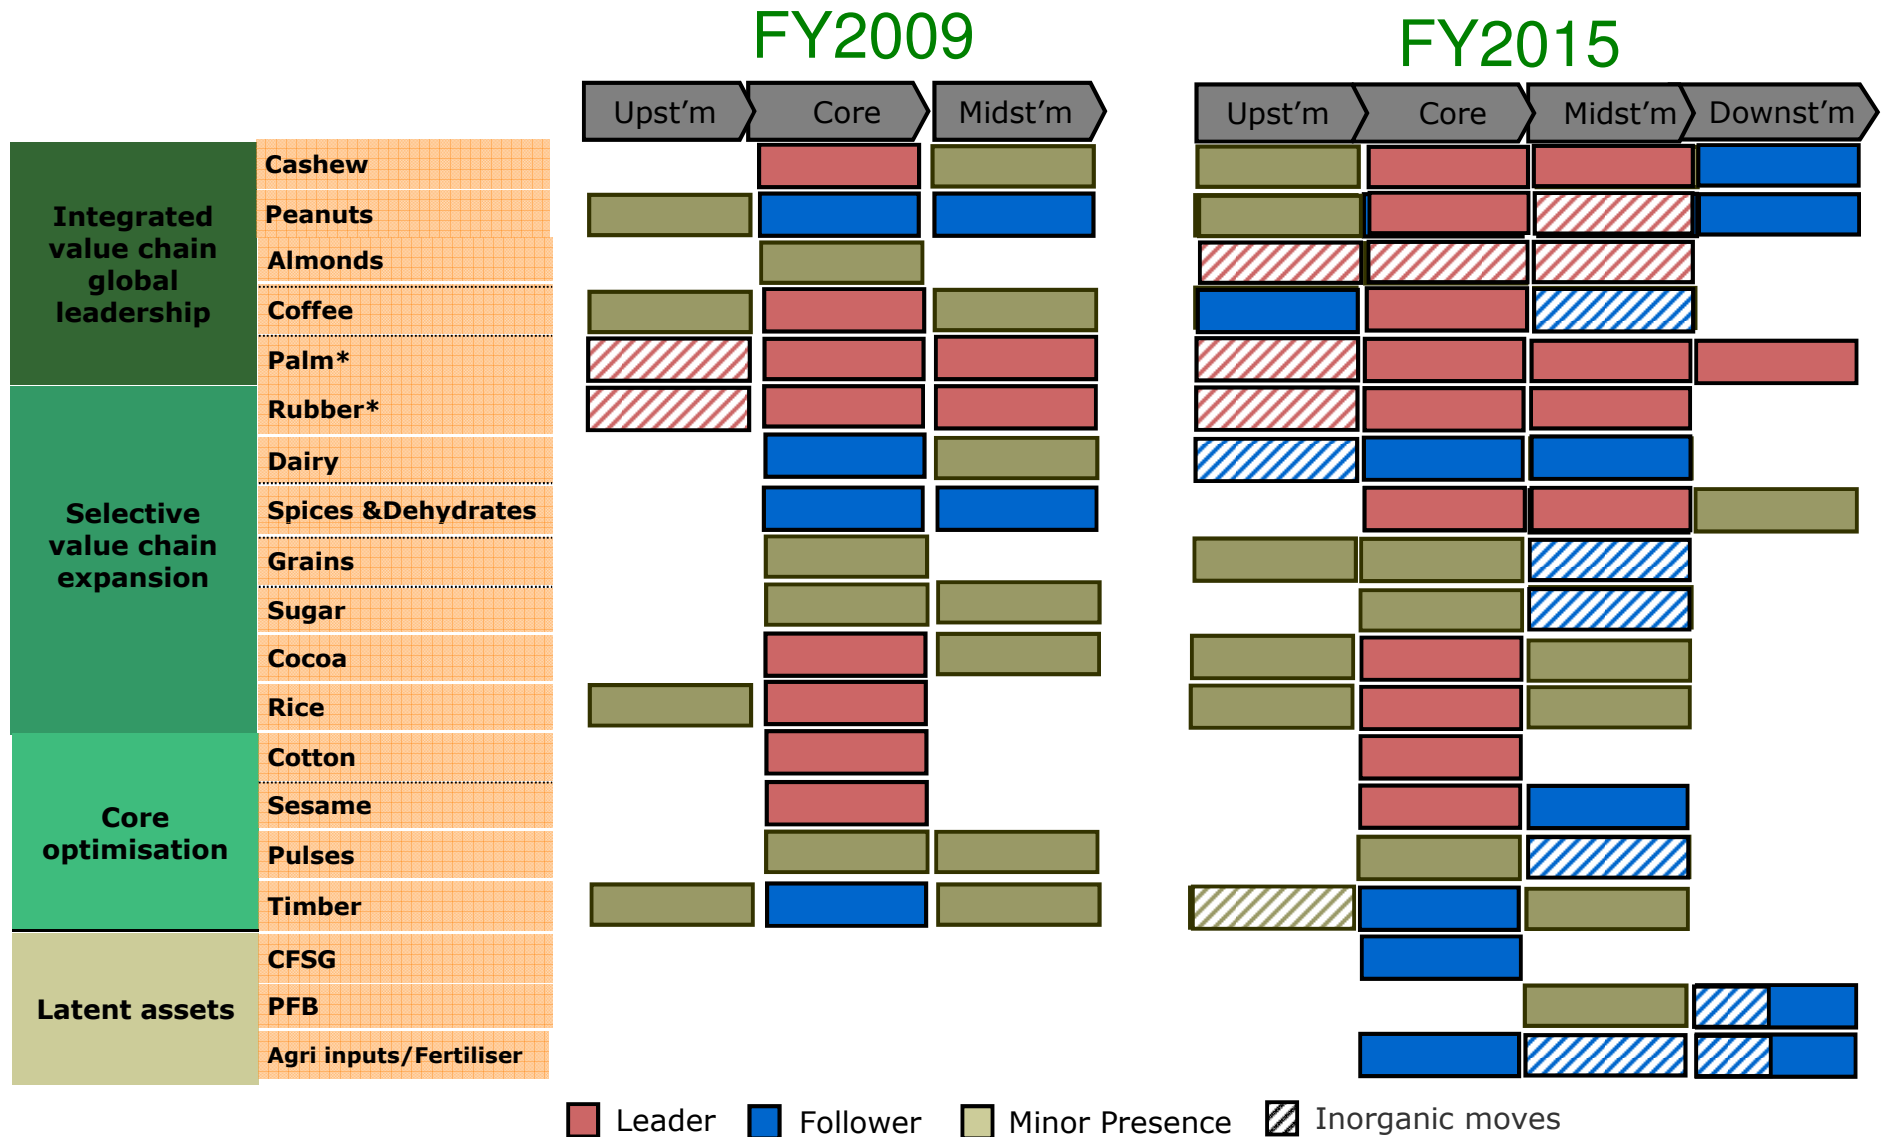 FY2009
FY2015
Upst’m
Core
Midst’m
Upst’m
Core
Midst’m
Downst’m
Integrated
value chain
global
leadership
Cashew
Peanuts
Almonds
Coffee
Palm*
Selective
value chain
expansion
Rubber*
Dairy
Spices &Dehydrates
Grains
Sugar
Cocoa
Rice
Core
optimisation
Cotton
Sesame
Pulses
Timber
Latent assets
CFSG
PFB
Agri inputs/Fertiliser
Leader
Follower
Minor Presence
Inorganic moves